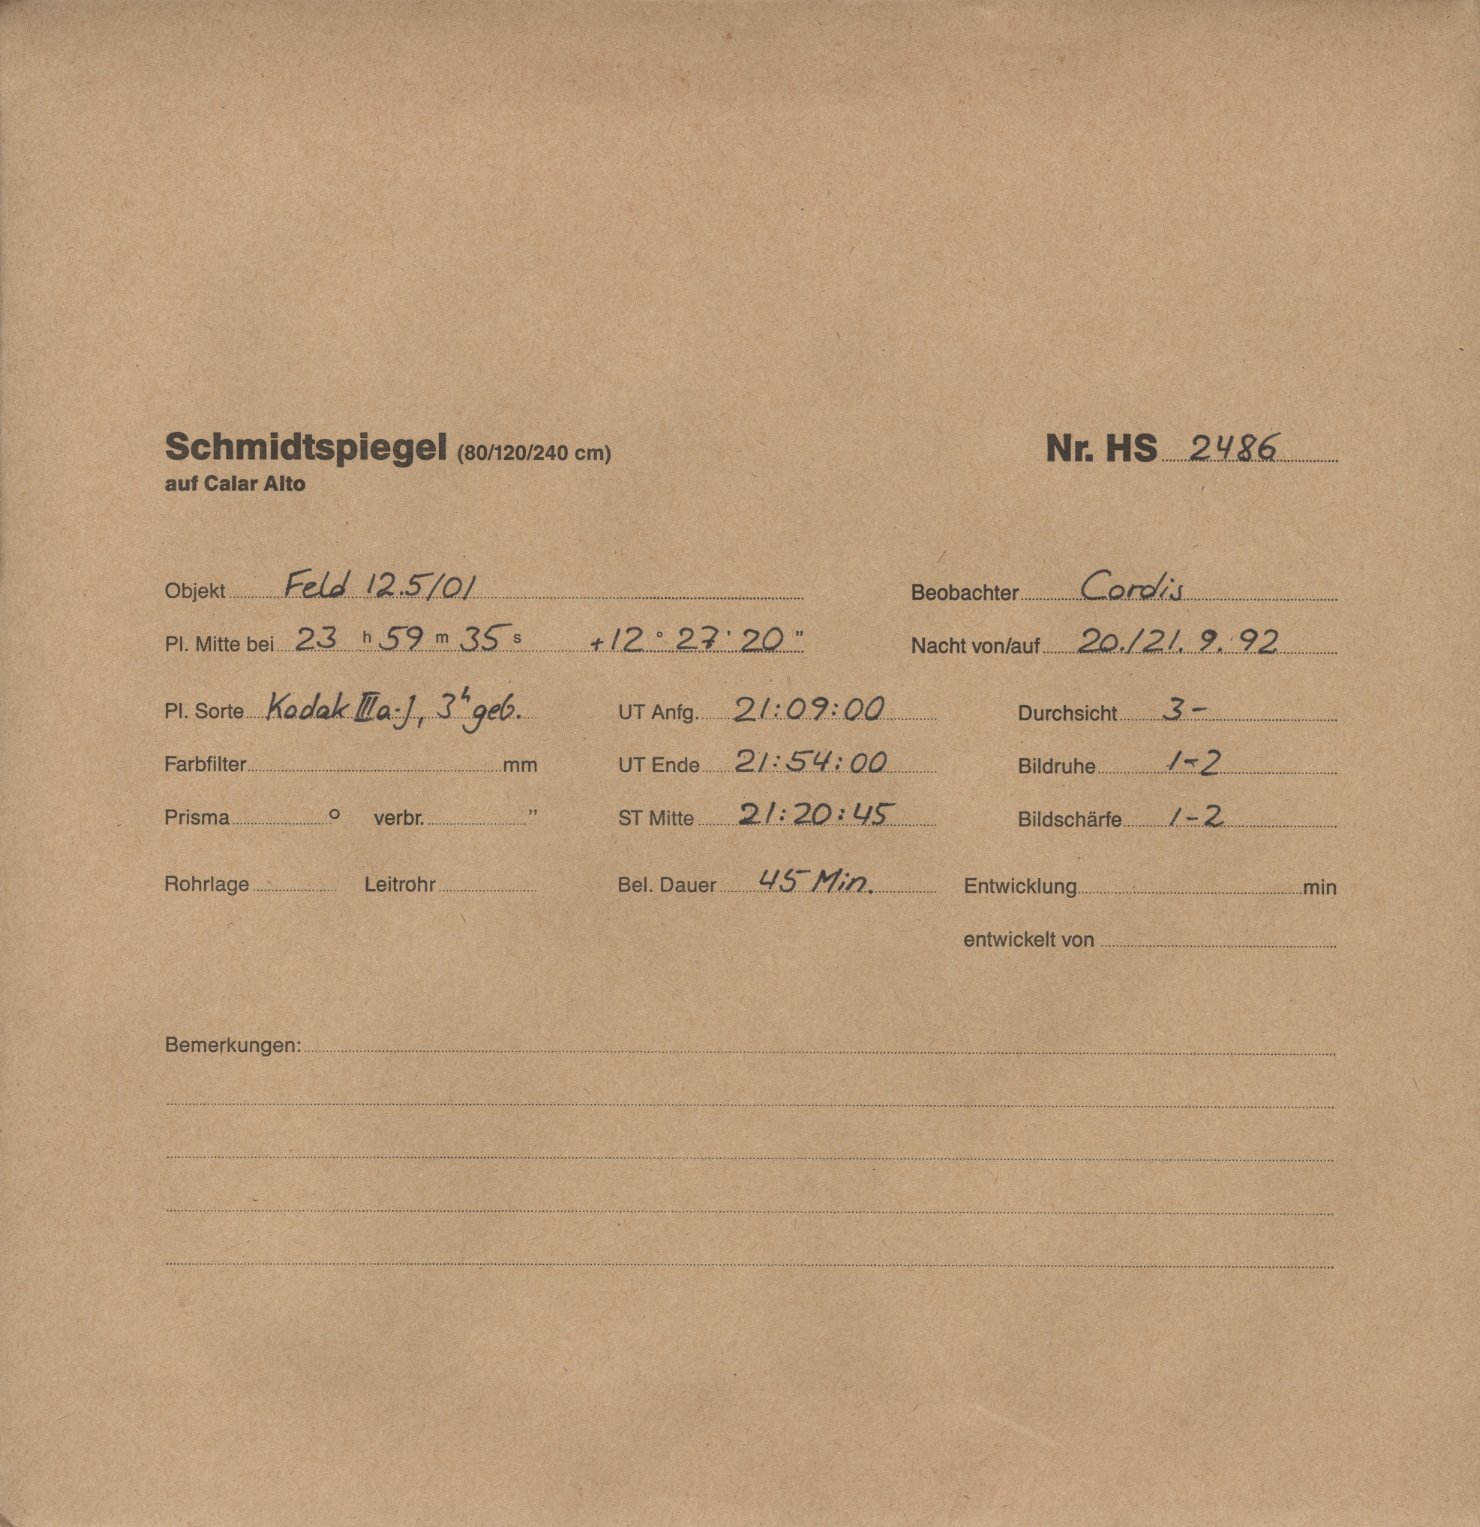 Schmidtspiegel (80/120/240 cm) Nr. HS 2486
auf Calar Alto
Objekt Feld 12.5/01 Beobachter Cordis
Pl. Mitte bei 23 h 59 m 35 s +12 ° 27 ' 20 " Nacht von/auf 20./21. 9. 92
Pl. Sorte Kodak IIIa-J, 3h geb. UT Anfg. 21:09:00 Durchsicht 3-
Farbfilter mm UT Ende 21:54:00 Bildruhe 1-2
Prisma ° verbr. " ST Mitte 21:20:45 Bildschärfe 1-2
Rohrlage Leitrohr Bel. Dauer 45 Min. Entwicklung min
entwickelt von
Bemerkungen: